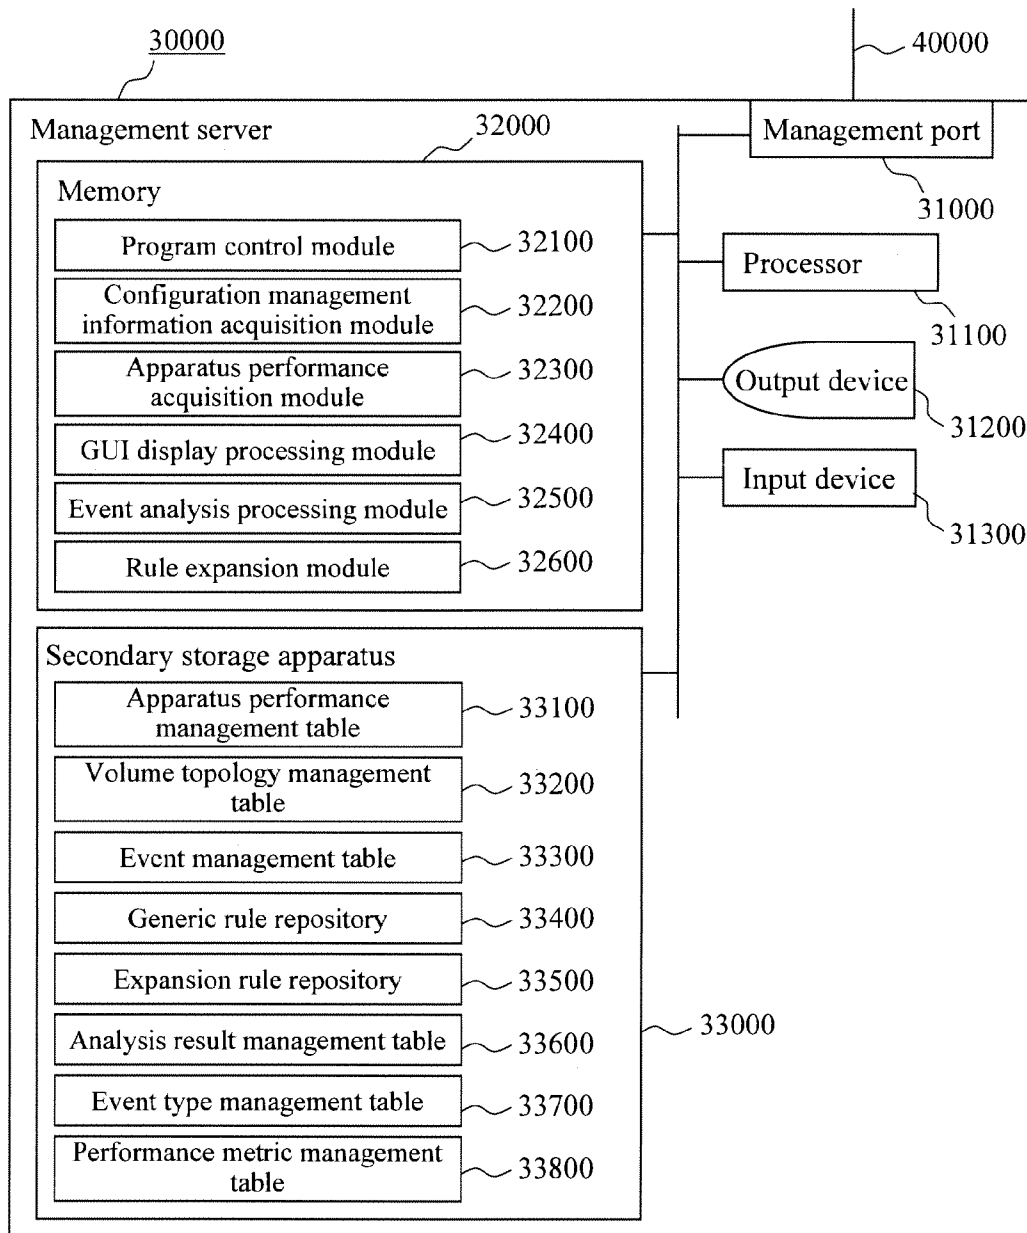 30000
40000
Management server
32000
Management port
31000
Memory
Program control module
32100
Configuration management
information acquisition module
32200
Apparatus performance
acquisition module
32300
GUI display processing module
32400
Event analysis processing module
32500
Rule expansion module
32600
Processor
31100
Output device
31200
Input device
31300
Secondary storage apparatus
Apparatus performance
management table
33100
Volume topology management
table
33200
Event management table
33300
Generic rule repository
33400
Expansion rule repository
33500
Analysis result management table
33600
33000
Event type management table
33700
Performance metric management
table
33800